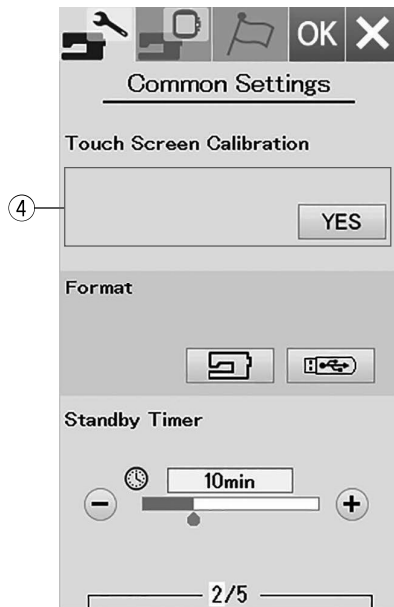 OK
Common Settings
Touch Screen Calibration
④
YES
Format
Standby Timer
10min
2/5